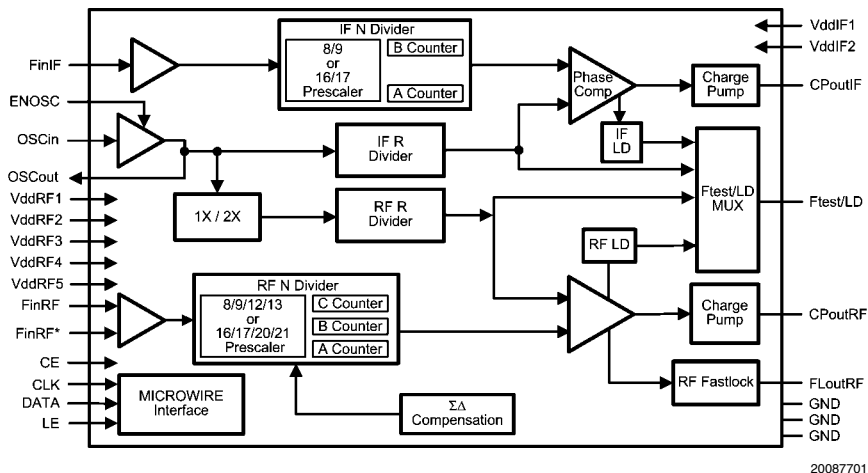 IF N Divider
8/9
or
16/17
Prescaler
B Counter
A Counter
FinIF
ENOSC
OSCin
OSCout
VddRF1
VddRF2
VddRF3
VddRF4
VddRF5
FinRF
FinRF*
CE
CLK
DATA
LE
Phase
Comp
Charge
Pump
IF
LD
IF R
Divider
1X / 2X
RF R
Divider
Ftest/LD
MUX
RF LD
RF N Divider
8/9/12/13
or
16/17/20/21
Prescaler
C Counter
B Counter
A Counter
Charge
Pump
RF Fastlock
MICROWIRE
Interface
ΣΔ
Compensation
VddIF1
VddIF2
CPoutIF
Ftest/LD
CPoutRF
FLoutRF
GND
GND
GND
20087701